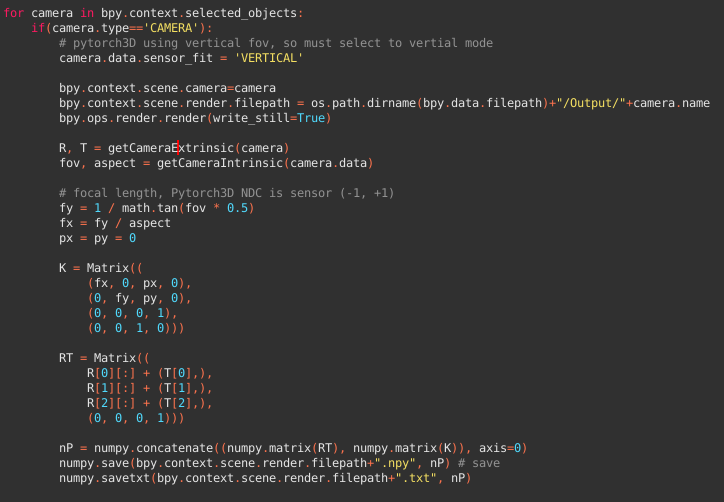 for camera in bpy.context.selected_objects:
    if(camera.type=='CAMERA'):
        # pytorch3D using vertical fov, so must select to vertial mode
        camera.data.sensor_fit = 'VERTICAL'

        bpy.context.scene.camera=camera
        bpy.context.scene.render.filepath = os.path.dirname(bpy.data.filepath)+"/Output/"+camera.name
        bpy.ops.render.render(write_still=True)

        R, T = getCameraExtrinsic(camera)
        fov, aspect = getCameraIntrinsic(camera.data)

        # focal length, Pytorch3D NDC is sensor (-1, +1)
        fy = 1 / math.tan(fov * 0.5)
        fx = fy / aspect
        px = py = 0

        K = Matrix((
            (fx, 0, px, 0),
            (0, fy, py, 0),
            (0, 0, 0, 1),
            (0, 0, 1, 0)))

        RT = Matrix((
            R[0][:] + (T[0],),
            R[1][:] + (T[1],),
            R[2][:] + (T[2],),
            (0, 0, 0, 1)))

        nP = numpy.concatenate((numpy.matrix(RT), numpy.matrix(K)), axis=0)
        numpy.save(bpy.context.scene.render.filepath+".npy", nP) # save
        numpy.savetxt(bpy.context.scene.render.filepath+".txt", nP)